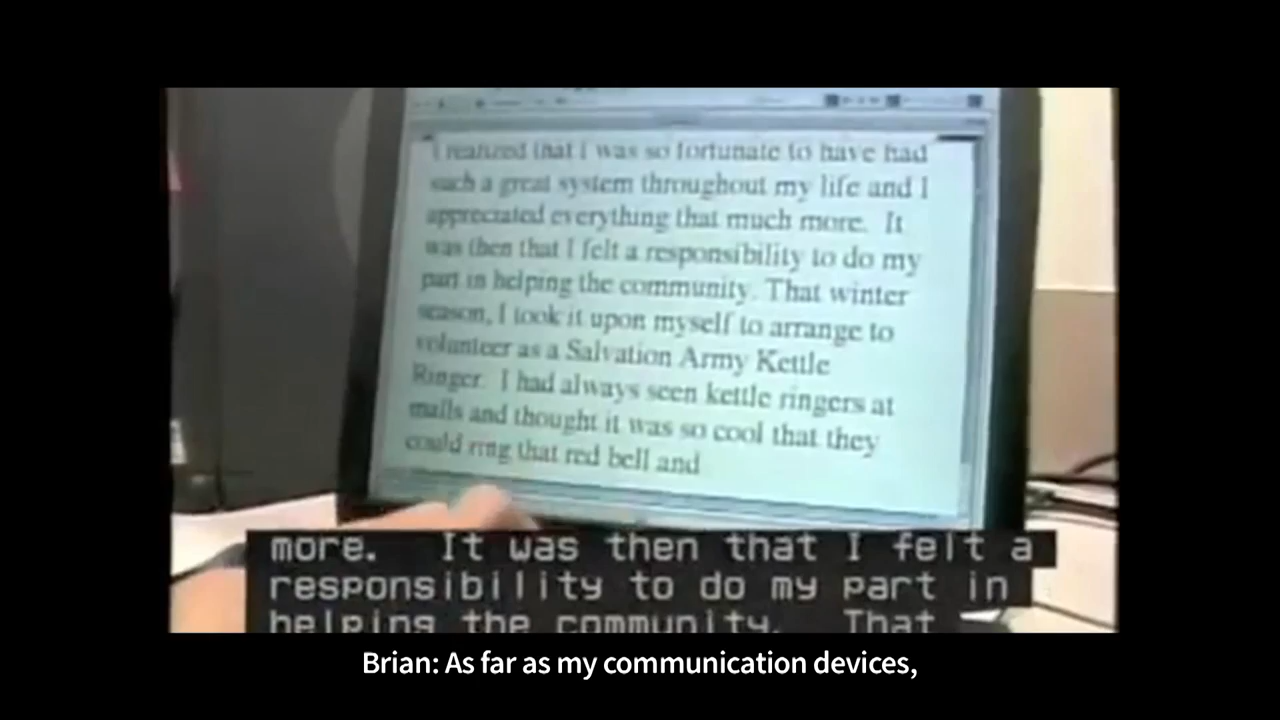 I realized that I was so fortunate to have had
such a great system throughout my life and I
appreciated everything that much more. It
was then that I felt a responsibility to do my
part in helping the community. That winter
season, I took it upon myself to arrange to
volunteer as a Salvation Army Kettle
Ringer. I had always seen kettle ringers at
malls and thought it was so cool that they
could ring that red bell and
more. It was then that I felt a
responsibility to do my part in
helping the community. That
Brian: As far as my communication devices,